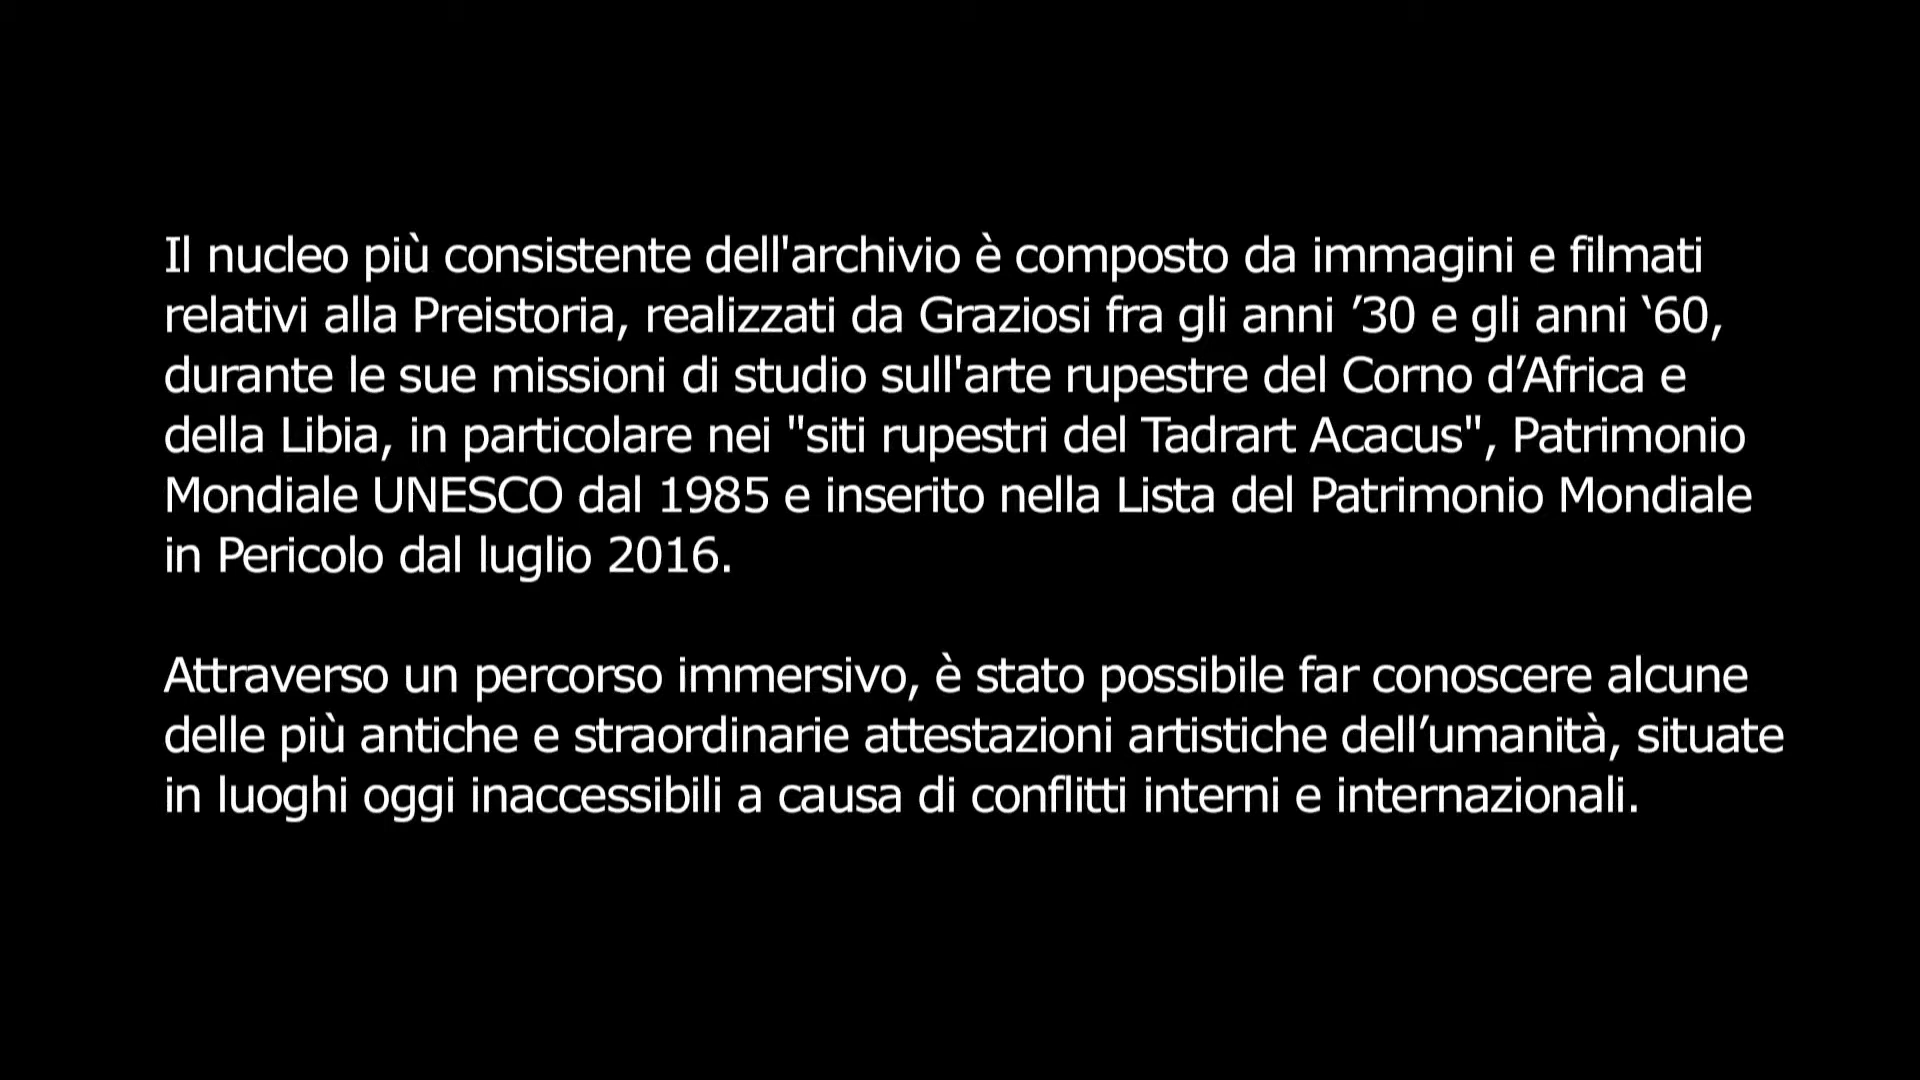 Il nucleo più consistente dell'archivio è composto da immagini e filmati
relativi alla Preistoria, realizzati da Graziosi fra gli anni ’30 e gli anni ‘60,
durante le sue missioni di studio sull'arte rupestre del Corno d’Africa e
della Libia, in particolare nei "siti rupestri del Tadrart Acacus", Patrimonio
Mondiale UNESCO dal 1985 e inserito nella Lista del Patrimonio Mondiale
in Pericolo dal luglio 2016.
Attraverso un percorso immersivo, è stato possibile far conoscere alcune
delle più antiche e straordinarie attestazioni artistiche dell’umanità, situate
in luoghi oggi inaccessibili a causa di conflitti interni e internazionali.